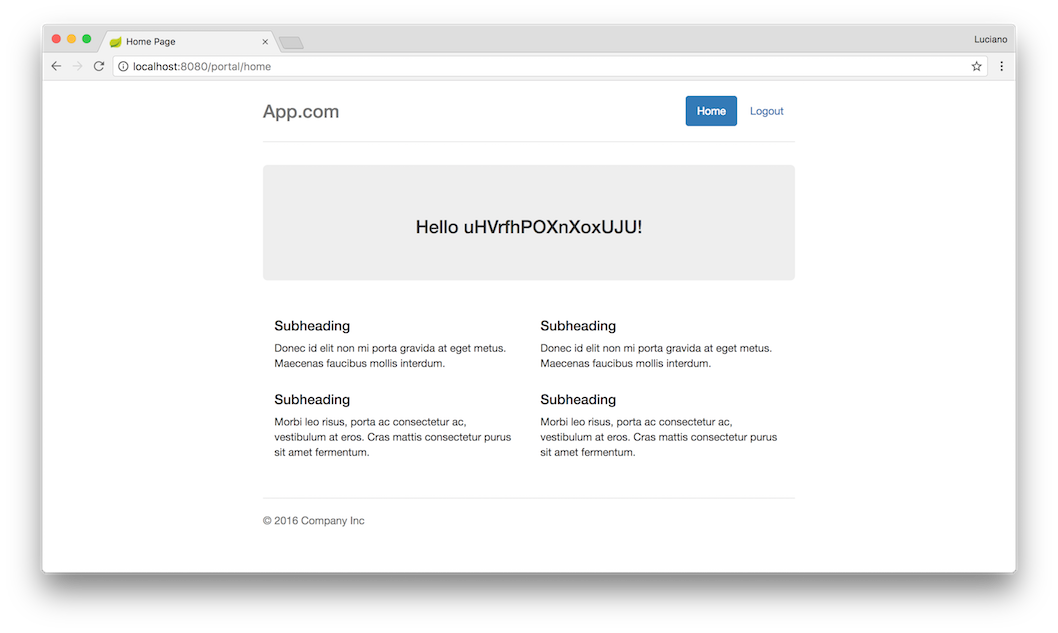 Home Page
Luciano
localhost:8080/portal/home
App.com
Home
Logout
Hello uHVrfhPOXnXoxUJU!
Subheading
Donec id elit non mi porta gravida at eget metus.
Maecenas faucibus mollis interdum.
Subheading
Morbi leo risus, porta ac consectetur ac,
vestibulum at eros. Cras mattis consectetur purus
sit amet fermentum.
Subheading
Donec id elit non mi porta gravida at eget metus.
Maecenas faucibus mollis interdum.
Subheading
Morbi leo risus, porta ac consectetur ac,
vestibulum at eros. Cras mattis consectetur purus
sit amet fermentum.
© 2016 Company Inc